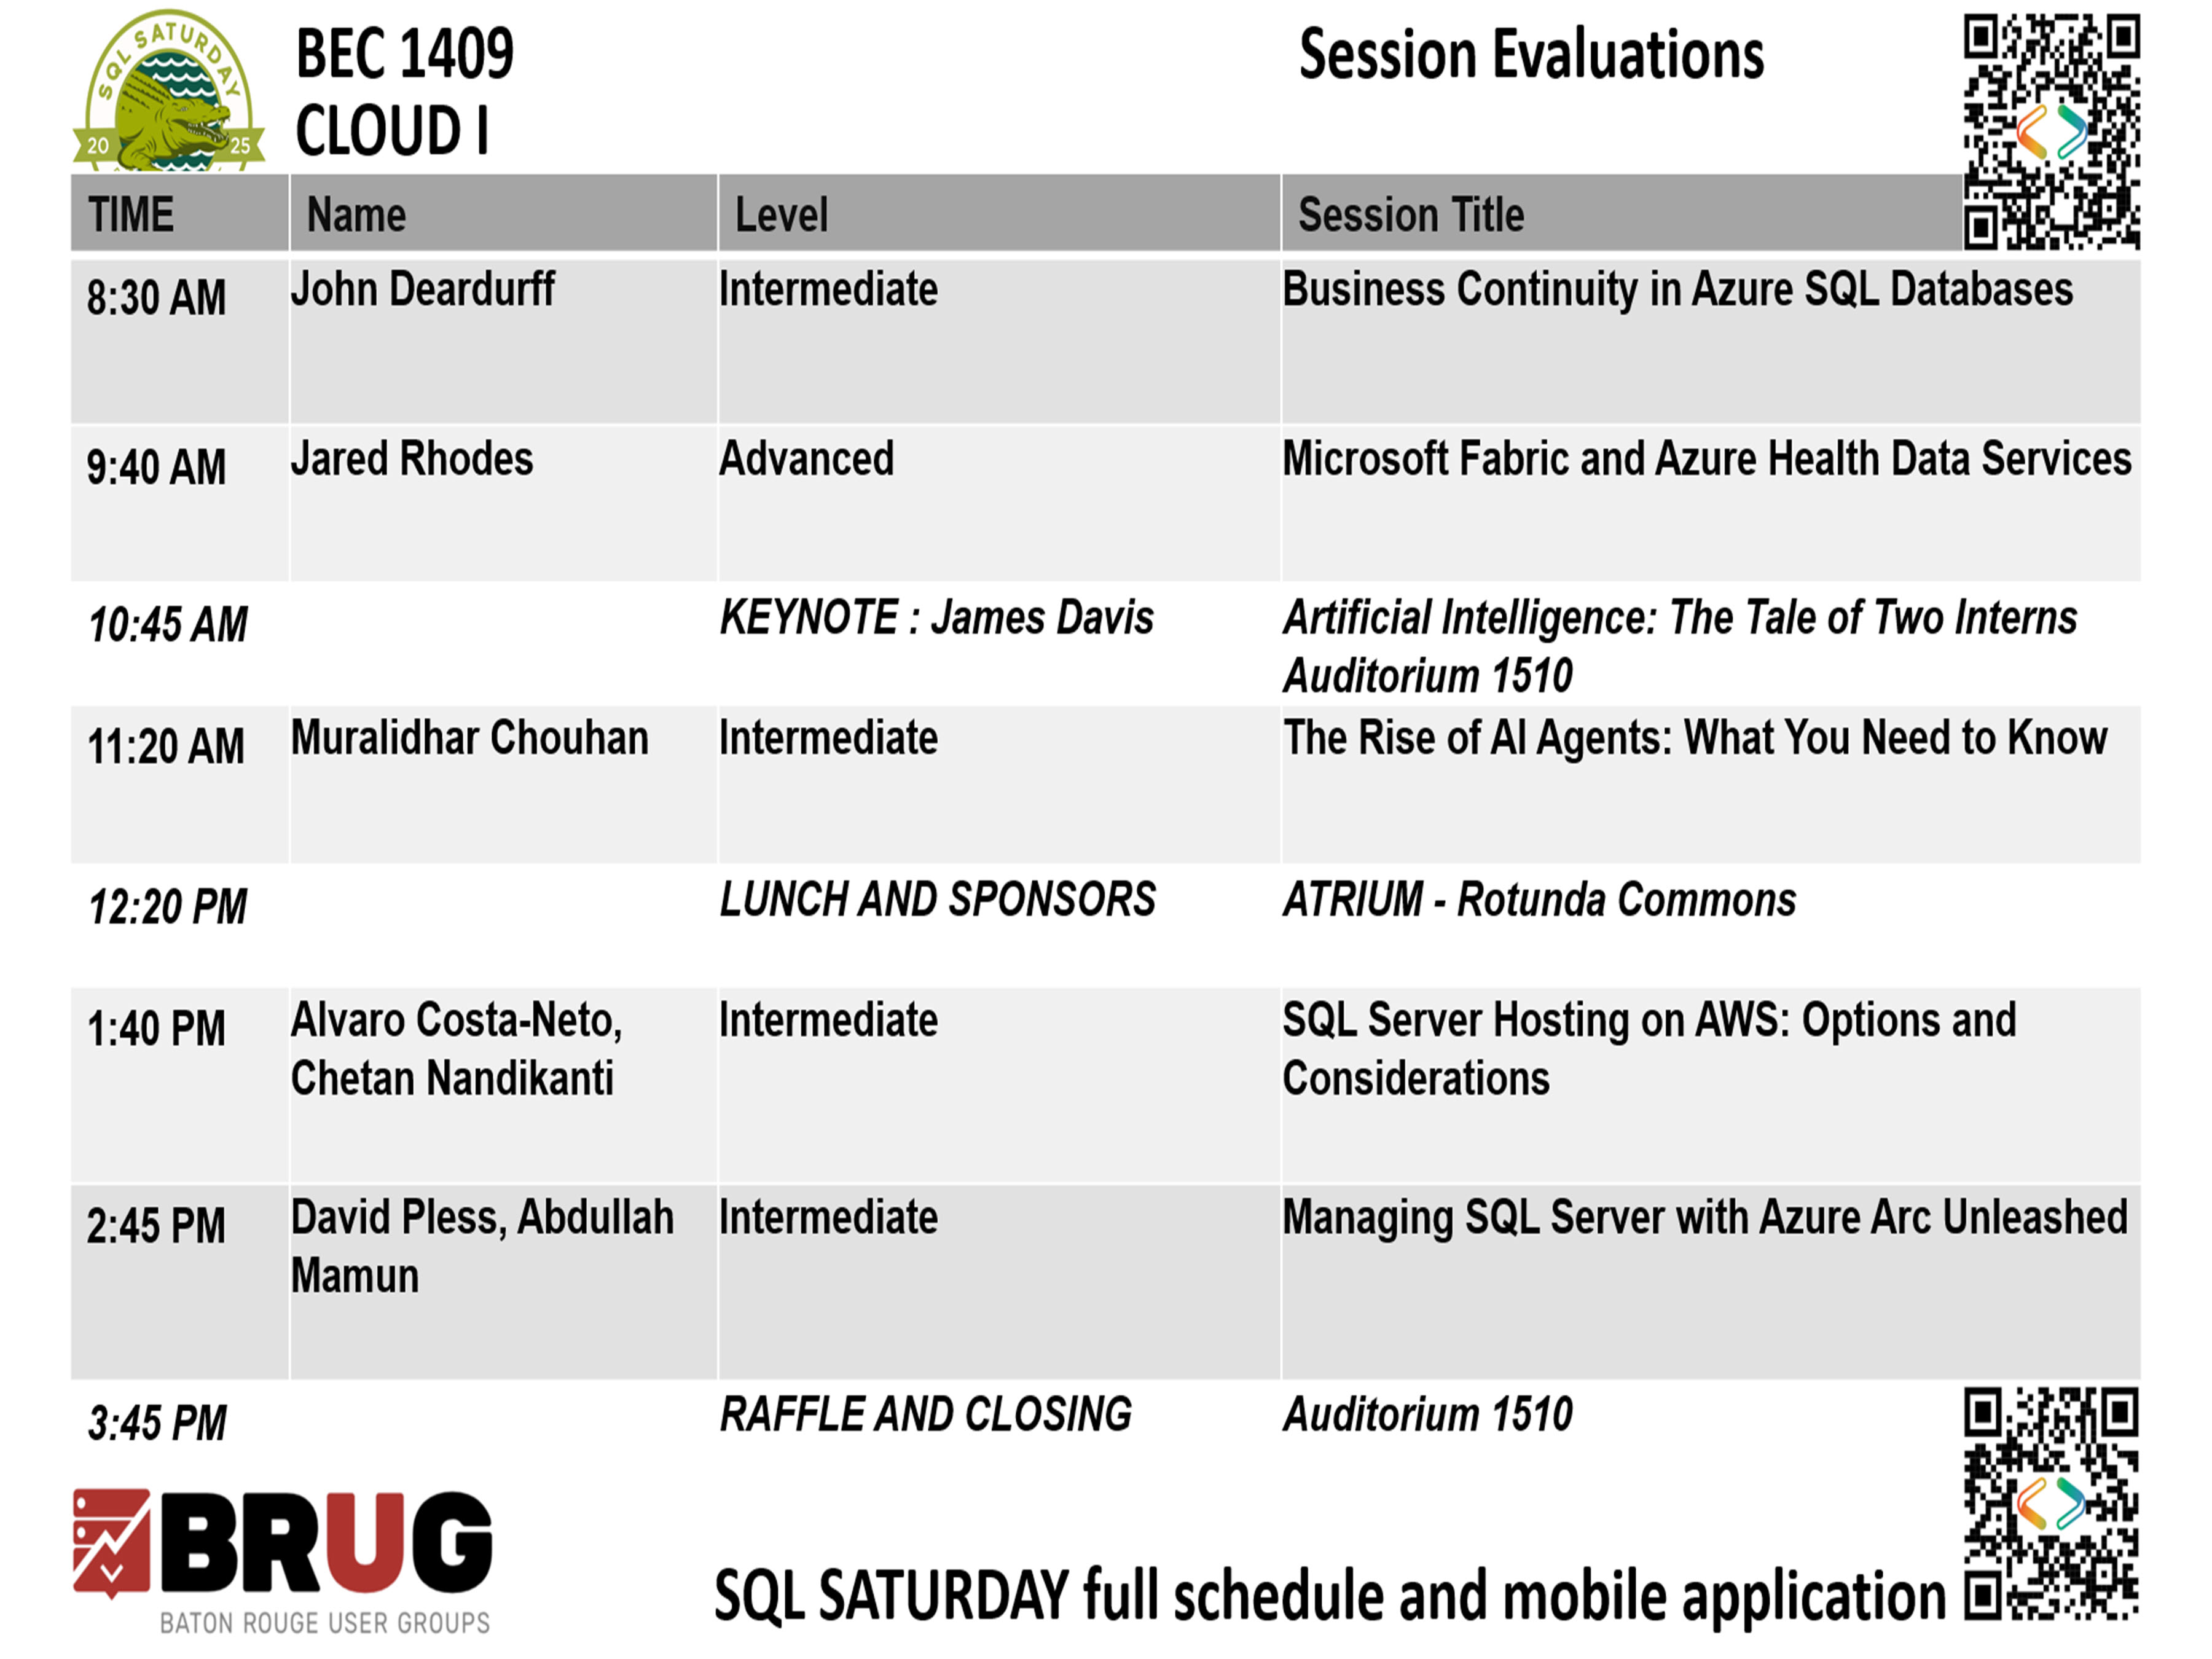 SQL SATURDAY
20 25
BEC 1409
CLOUD I
Session Evaluations
TIME Name Level Session Title
8:30 AM John Deardurff Intermediate Business Continuity in Azure SQL Databases
9:40 AM Jared Rhodes Advanced Microsoft Fabric and Azure Health Data Services
10:45 AM KEYNOTE : James Davis Artificial Intelligence: The Tale of Two Interns
Auditorium 1510
11:20 AM Muralidhar Chouhan Intermediate The Rise of AI Agents: What You Need to Know
12:20 PM LUNCH AND SPONSORS ATRIUM - Rotunda Commons
1:40 PM Alvaro Costa-Neto, Intermediate SQL Server Hosting on AWS: Options and
Chetan Nandikanti Considerations
2:45 PM David Pless, Abdullah Intermediate Managing SQL Server with Azure Arc Unleashed
Mamun
3:45 PM RAFFLE AND CLOSING Auditorium 1510
BRUG
BATON ROUGE USER GROUPS
SQL SATURDAY full schedule and mobile application